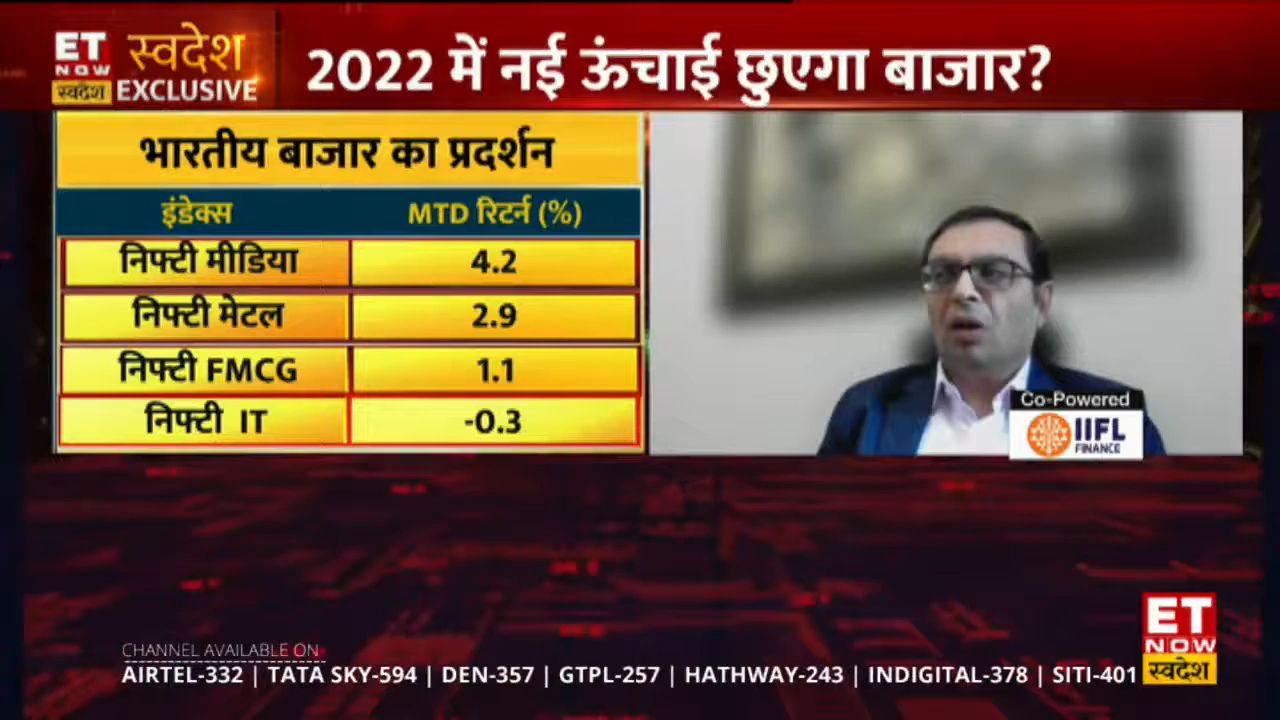 ET NOW स्वदेश
स्वदेश EXCLUSIVE
2022 में नई ऊंचाई छुएगा बाजार?
भारतीय बाजार का प्रदर्शन
इंडेक्स MTD रिटर्न (%)
निफ्टी मीडिया 4.2
निफ्टी मेटल 2.9
निफ्टी FMCG 1.1
निफ्टी IT -0.3
Co-Powered
IIFL
FINANCE
CHANNEL AVAILABLE ON
AIRTEL-332 | TATA SKY-594 | DEN-357 | GTPL-257 | HATHWAY-243 | INDIGITAL-378 | SITI-401
ET
NOW
स्वदेश